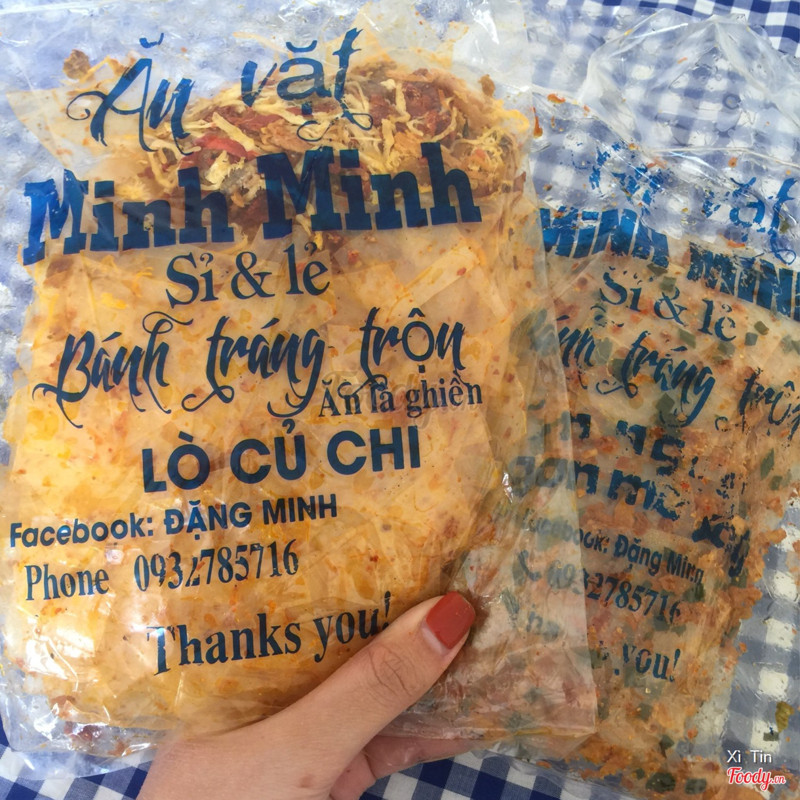 Ăn vặt
Minh Minh
Sỉ & lẻ
Bánh tráng trộn
Ăn là ghiền
LÒ CỦ CHI
Facebook: ĐẶNG MINH
Phone 0932785716
Thanks you!
Ăn vặt
MINH MINH
Sỉ & lẻ
Bánh tráng trộn
Facebook: Đặng Minh
0932785716
you!
Xì Tin
Foody.vn